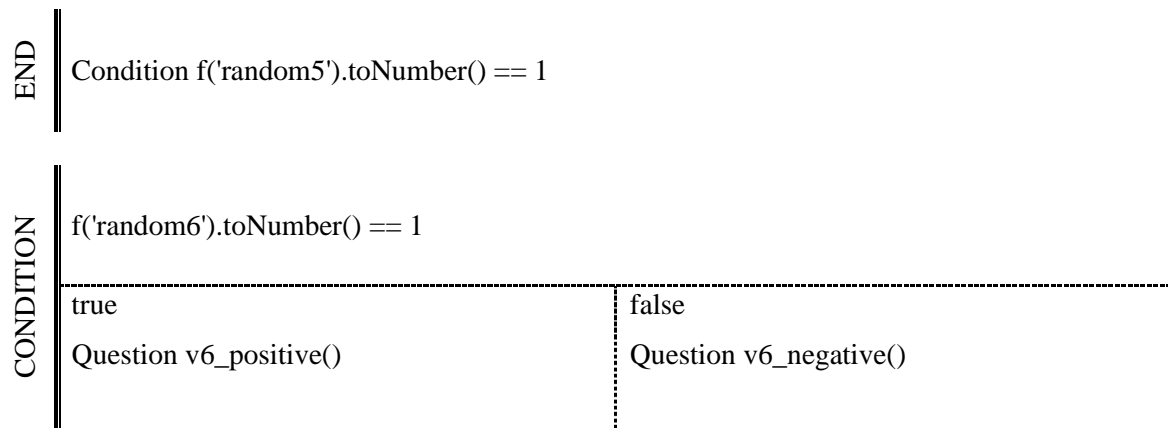 END
Condition f('random5').toNumber() == 1
CONDITION
f('random6').toNumber() == 1
true
Question v6_positive()
false
Question v6_negative()